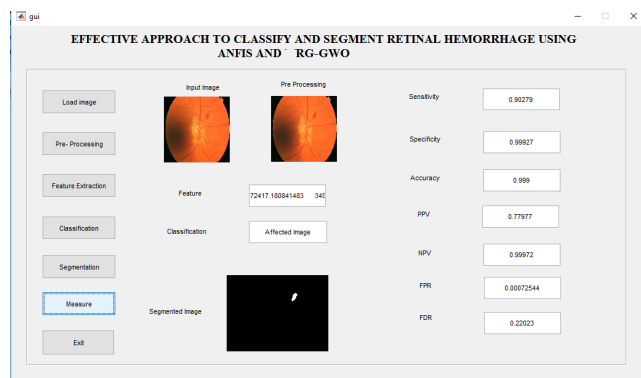 gui
EFFECTIVE APPROACH TO CLASSIFY AND SEGMENT RETINAL HEMORRHAGE USING
ANFIS AND RG-GWO
Load image
Pre- Processing
Feature Extraction
Classification
Segmentation
Measure
Exit
Input Image
Pre Processing
Feature
72417.180841483 345
Classification
Affected Image
Segmented Image
Sensitivity
0.90279
Specificity
0.99927
Accuracy
0.999
PPV
0.77977
NPV
0.99972
FPR
0.00072544
FDR
0.22023